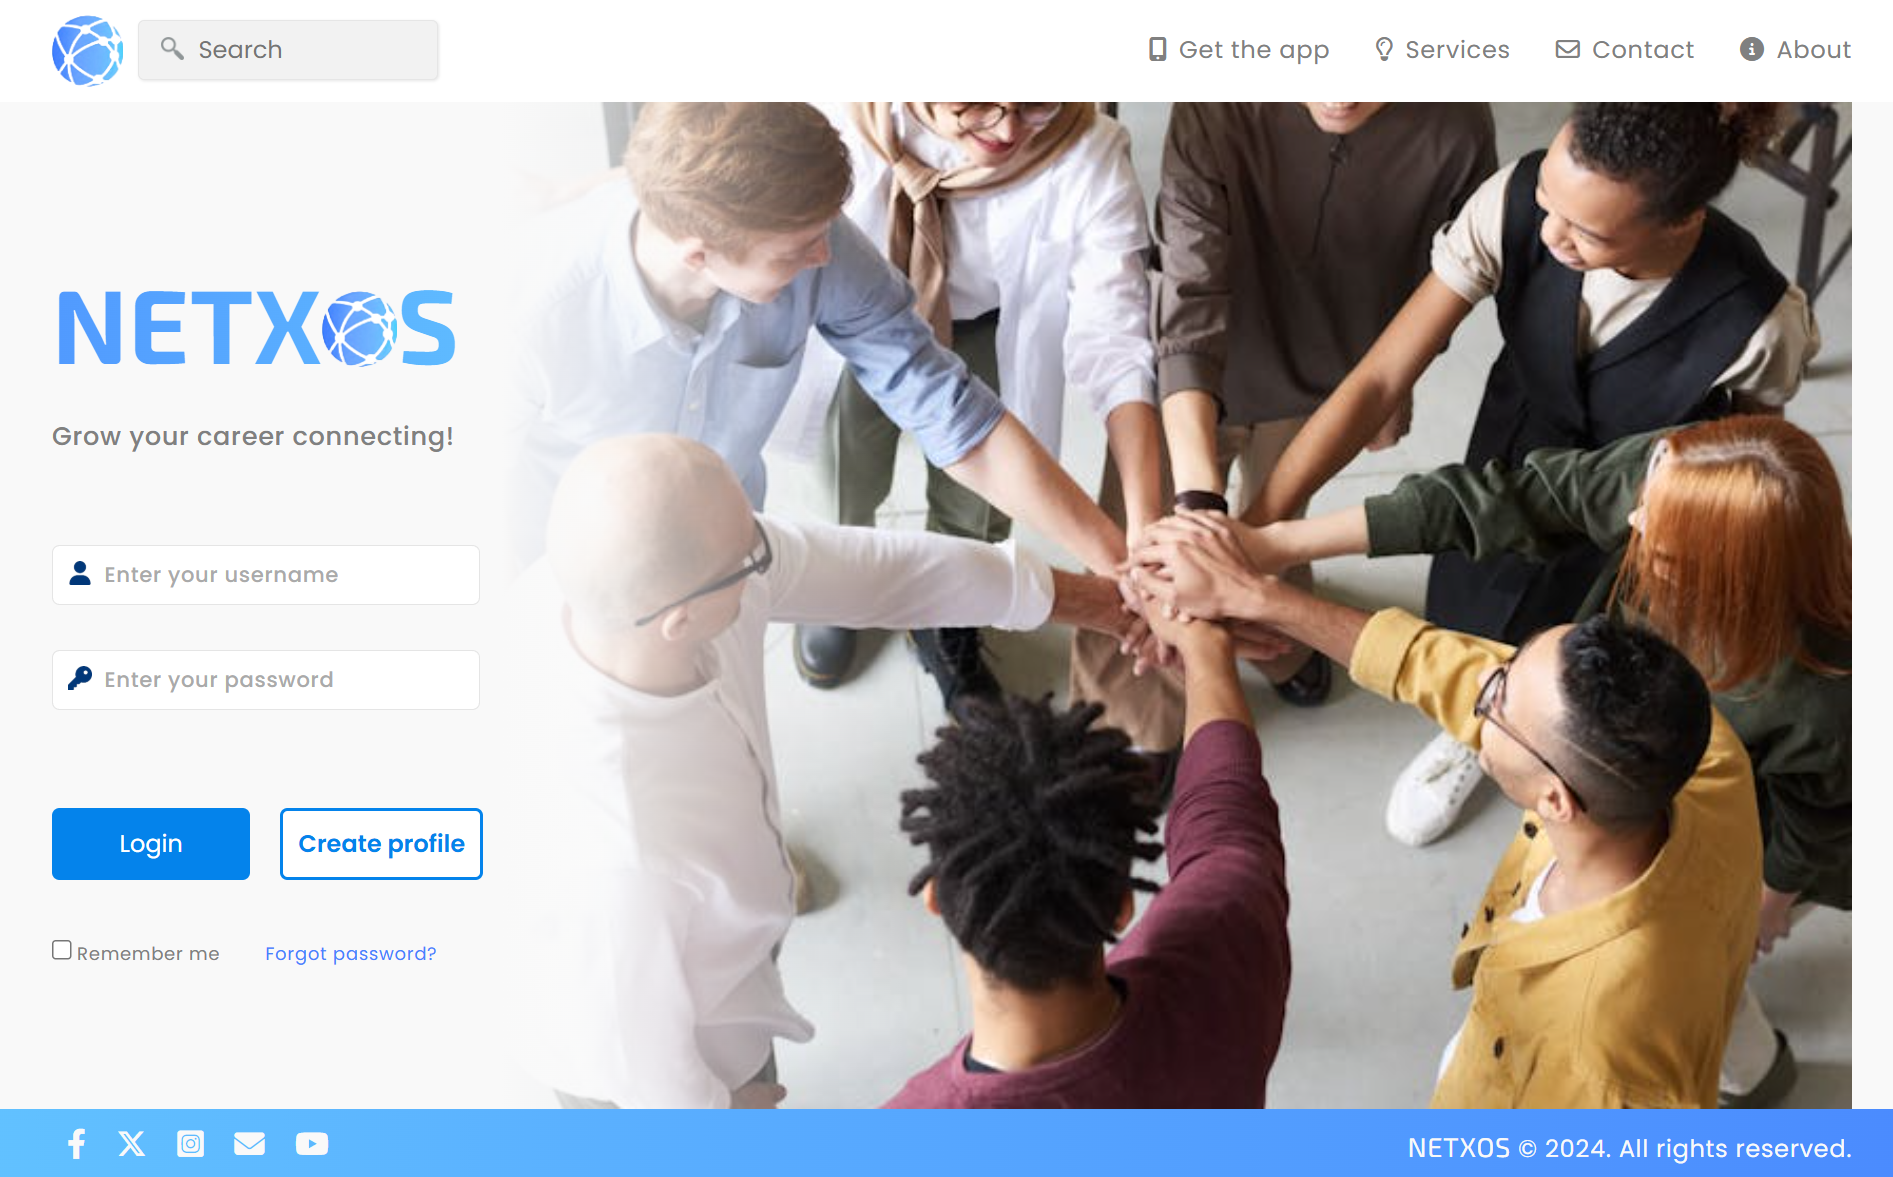 Search
Get the app
Services
Contact
About
NETXOS
Grow your career connecting!
Enter your username
Enter your password
Login
Create profile
Remember me
Forgot password?
NETXOS © 2024. All rights reserved.